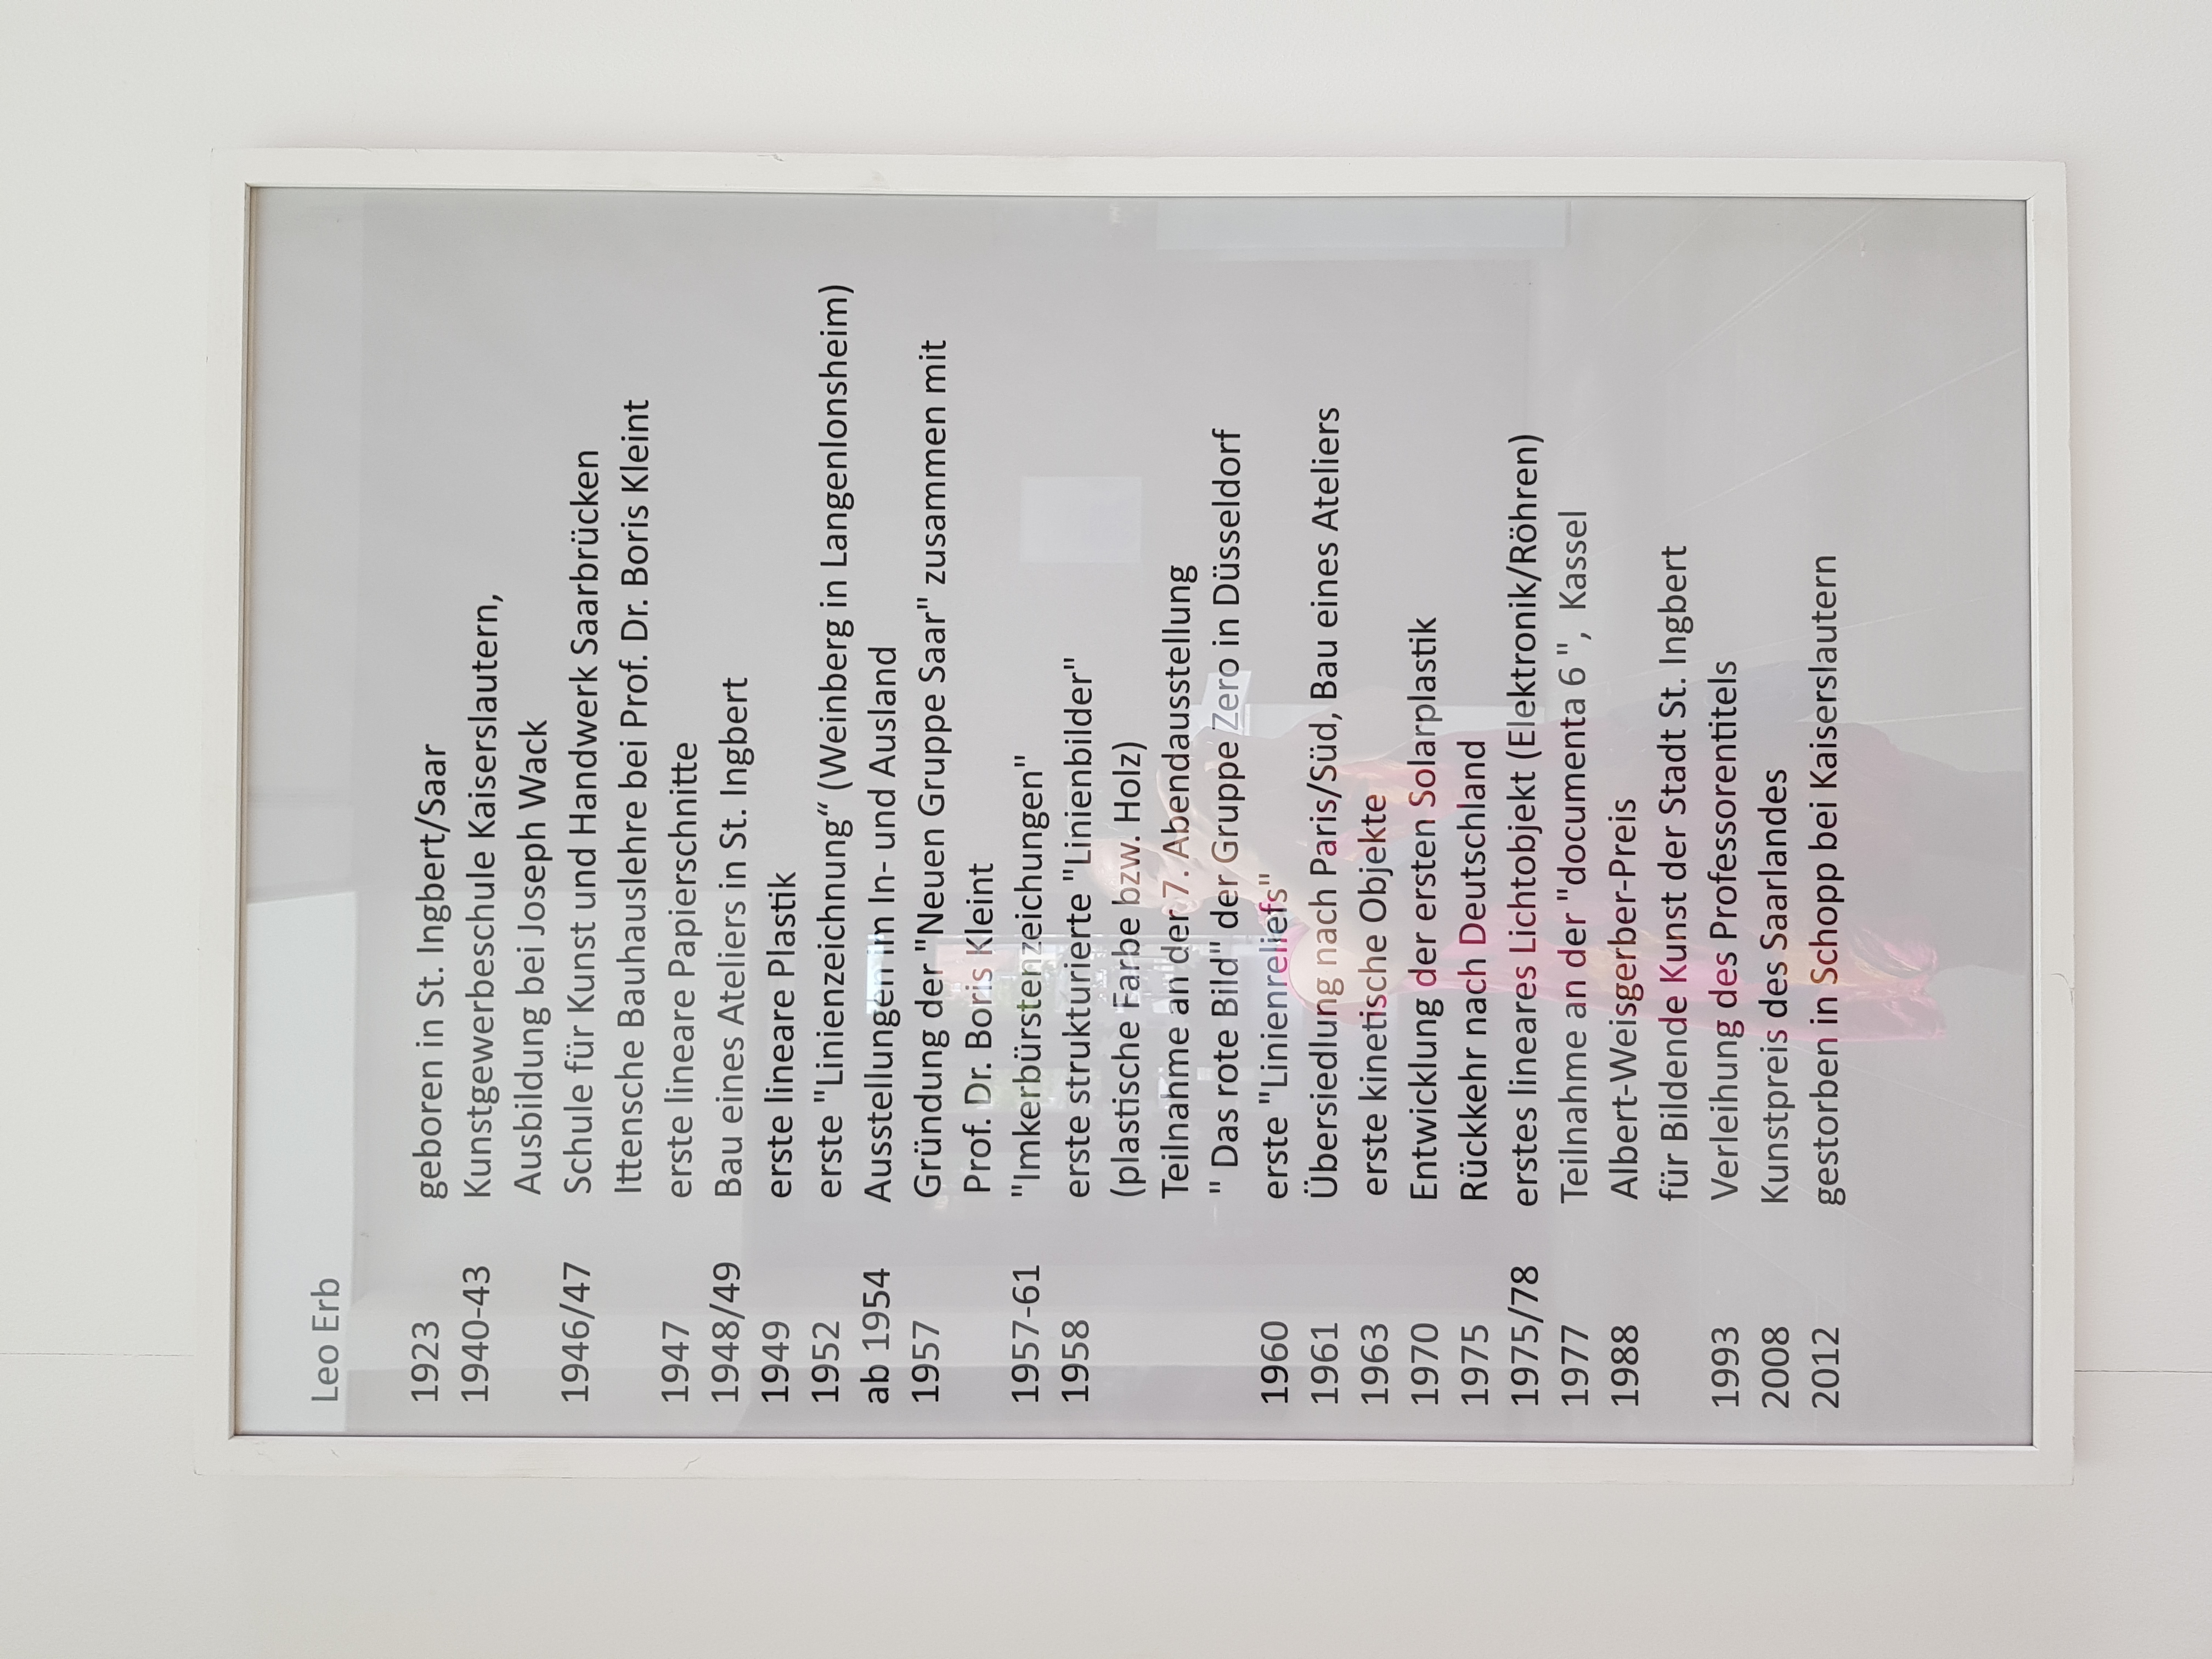 Leo Erb
1923 geboren in St. Ingbert/Saar
1940-43 Kunstgewerbeschule Kaiserslautern,
Ausbildung bei Joseph Wack
1946/47 Schule für Kunst und Handwerk Saarbrücken
Ittensche Bauhauslehre bei Prof. Dr. Boris Kleint
1947 erste lineare Papierschnitte
1948/49 Bau eines Ateliers in St. Ingbert
1949 erste lineare Plastik
1952 erste "Linienzeichnung“ (Weinberg in Langenlonsheim)
ab 1954 Ausstellungen im In- und Ausland
1957 Gründung der "Neuen Gruppe Saar" zusammen mit
Prof. Dr. Boris Kleint
1957-61 "Imkerbürstenzeichungen"
1958 erste strukturierte "Linienbilder"
(plastische Farbe bzw. Holz)
Teilnahme an der 7. Abendausstellung
" Das rote Bild" der Gruppe Zero in Düsseldorf
1960 erste "Linienreliefs"
1961 Übersiedlung nach Paris/Süd, Bau eines Ateliers
1963 erste kinetische Objekte
1970 Entwicklung der ersten Solarplastik
1975 Rückkehr nach Deutschland
1975/78 erstes lineares Lichtobjekt (Elektronik/Röhren)
1977 Teilnahme an der "documenta 6 ", Kassel
1988 Albert-Weisgerber-Preis
für Bildende Kunst der Stadt St. Ingbert
1993 Verleihung des Professorentitels
2008 Kunstpreis des Saarlandes
2012 gestorben in Schopp bei Kaiserslautern